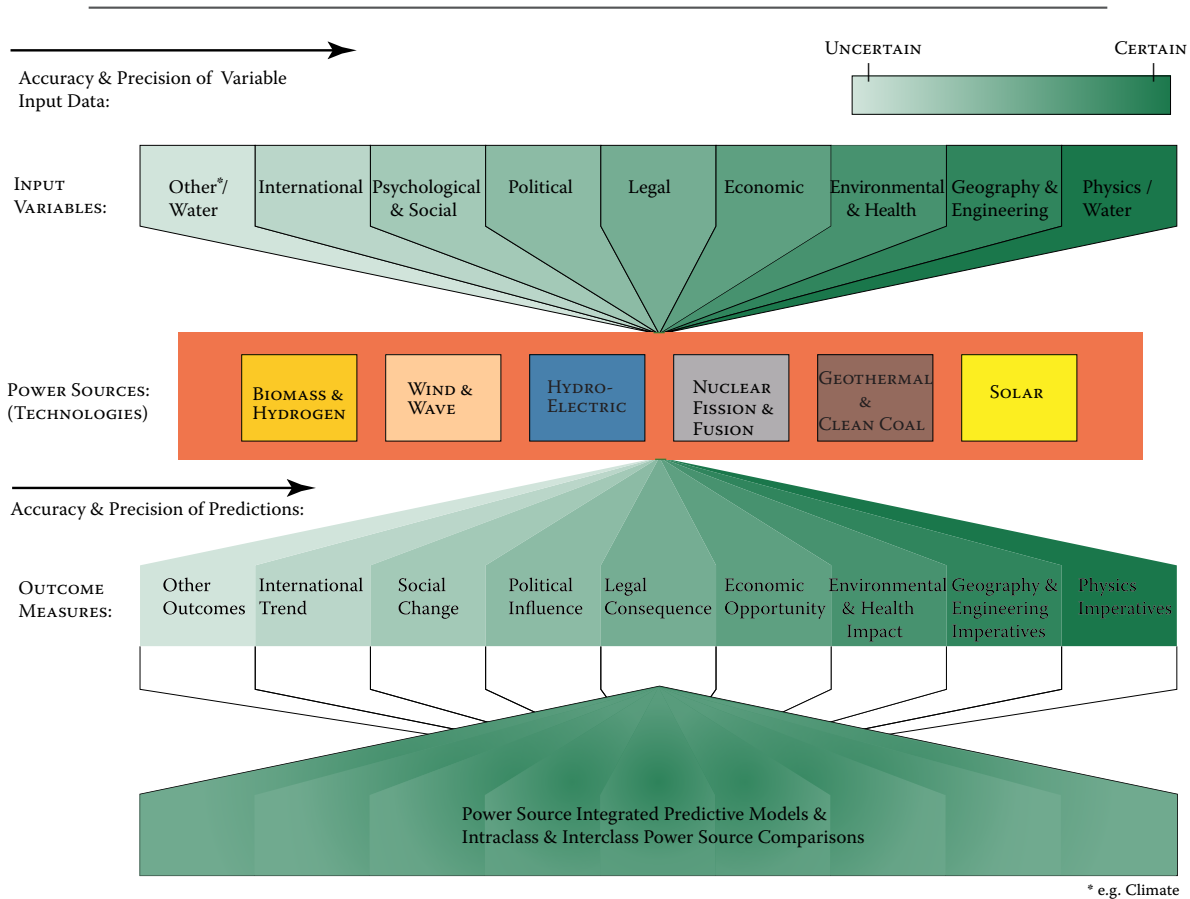 UNCERTAIN
CERTAIN
Accuracy & Precision of Variable
Input Data:
INPUT
VARIABLES:
Other*/
Water
International
Psychological
& Social
Political
Legal
Economic
Environmental
& Health
Geography &
Engineering
Physics /
Water
POWER SOURCES:
(TECHNOLOGIES)
BIOMASS &
HYDROGEN
WIND &
WAVE
HYDRO-
ELECTRIC
NUCLEAR
FISSION &
FUSION
GEOTHERMAL
&
CLEAN COAL
SOLAR
Accuracy & Precision of Predictions:
OUTCOME
MEASURES:
Other
Outcomes
International
Trend
Social
Change
Political
Influence
Legal
Consequence
Economic
Opportunity
Environmental
& Health
Impact
Geography &
Engineering
Imperatives
Physics
Imperatives
Power Source Integrated Predictive Models &
Intraclass & Interclass Power Source Comparisons
* e.g. Climate